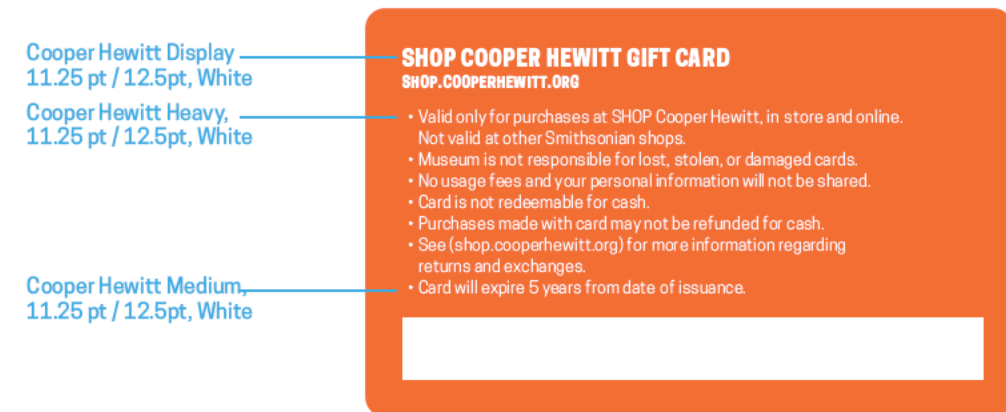 Cooper Hewitt Display
11.25 pt / 12.5pt, White
Cooper Hewitt Heavy,
11.25 pt / 12.5pt, White
Cooper Hewitt Medium,
11.25 pt / 12.5pt, White
SHOP COOPER HEWITT GIFT CARD
SHOP.COOPERHEWITT.ORG
• Valid only for purchases at SHOP Cooper Hewitt, in store and online.
Not valid at other Smithsonian shops.
• Museum is not responsible for lost, stolen, or damaged cards.
• No usage fees and your personal information will not be shared.
• Card is not redeemable for cash.
• Purchases made with card may not be refunded for cash.
• See (shop.cooperhewitt.org) for more information regarding
returns and exchanges.
• Card will expire 5 years from date of issuance.